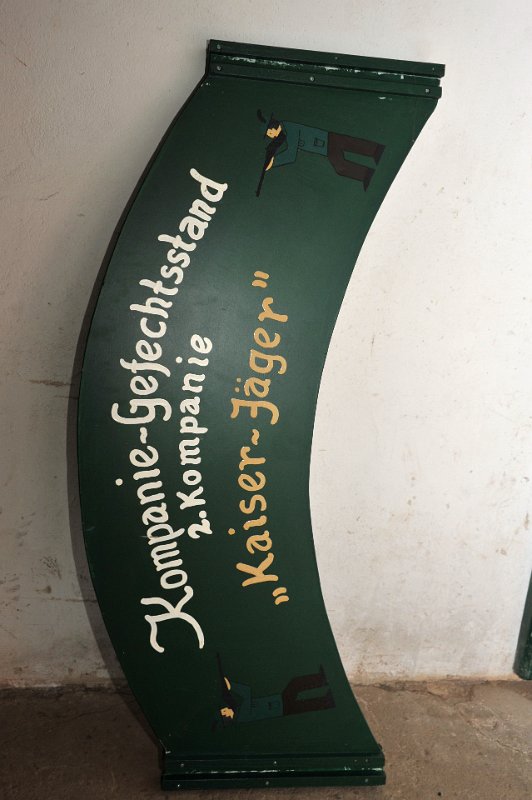 Kompanie-Gefechtsstand
2. Kompanie
„Kaiser-Jäger"